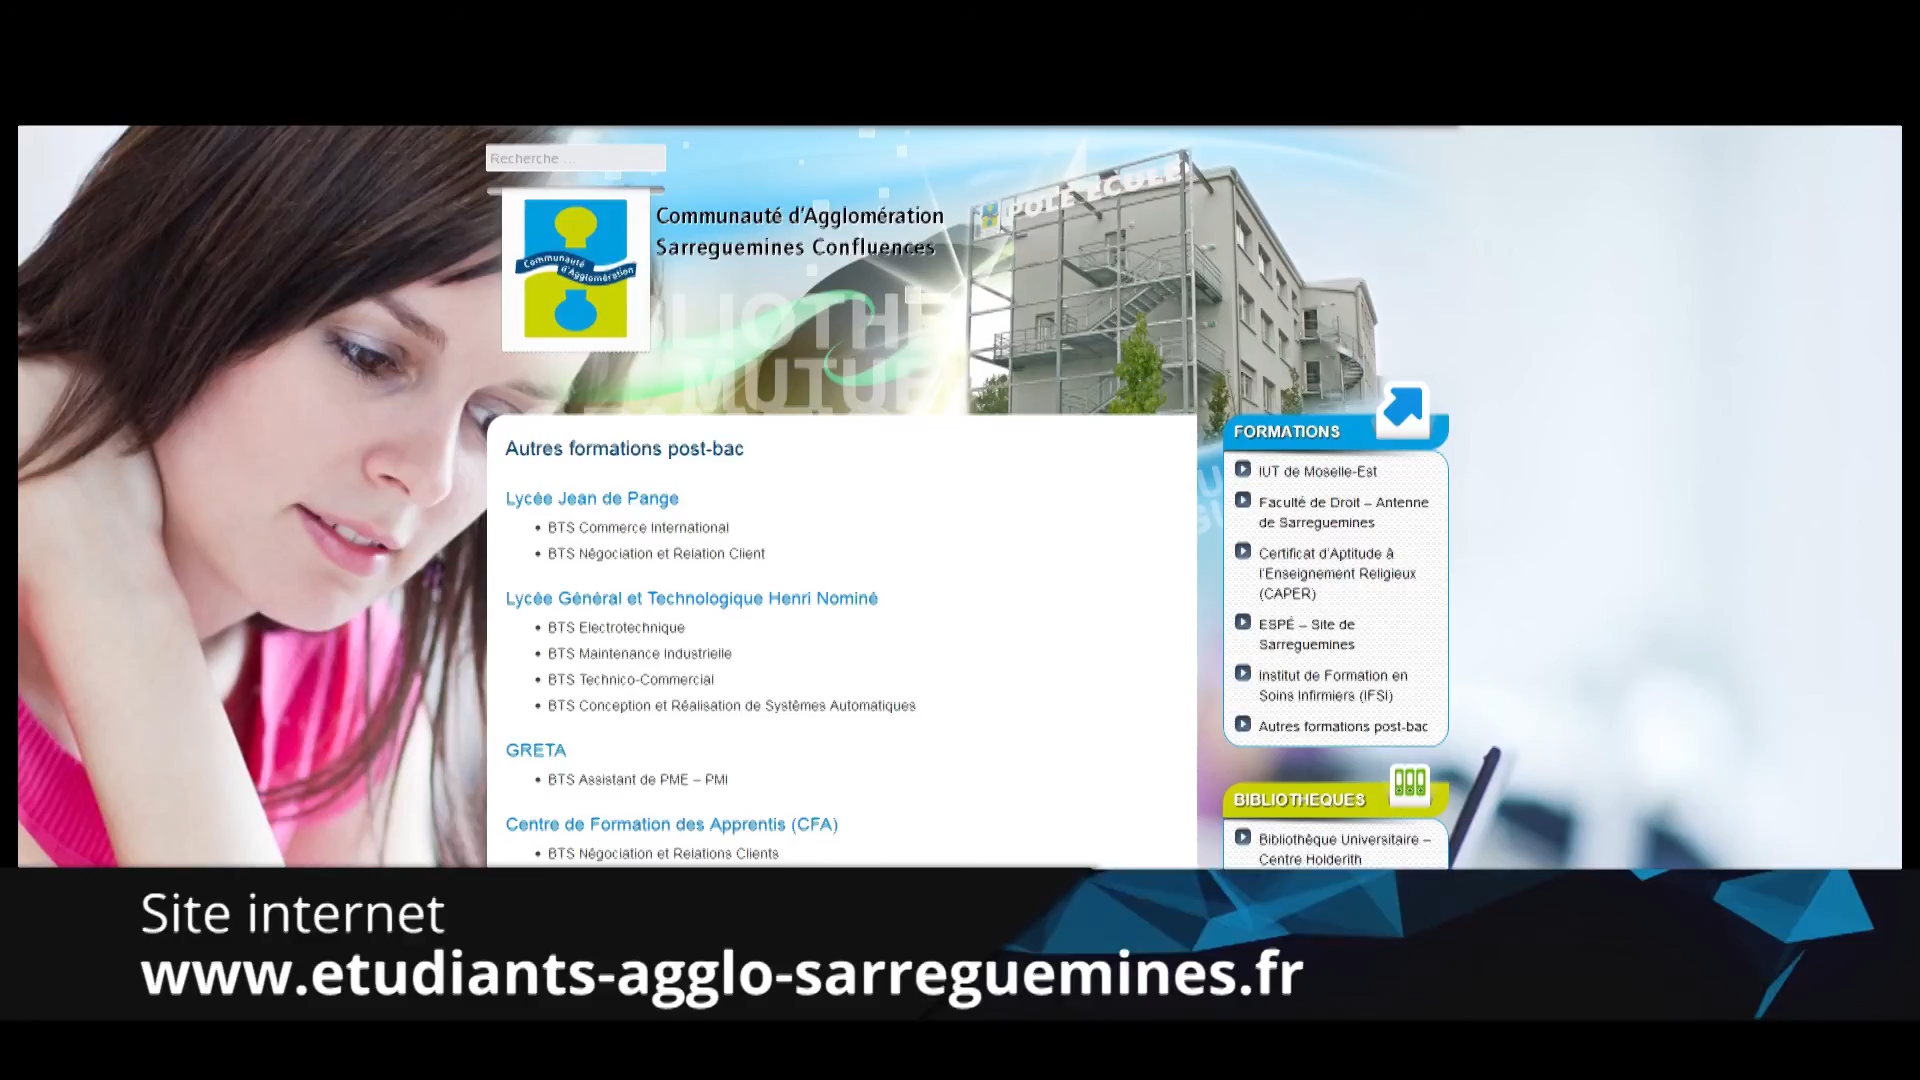 Recherche ...
Communauté d'Agglomération
Sarreguemines Confluences
Communauté
d'Agglomération
PÔLE ÉCOLE
MUTUE
Autres formations post-bac
Lycée Jean de Pange
• BTS Commerce International
• BTS Négociation et Relation Client
Lycée Général et Technologique Henri Nominé
• BTS Electrotechnique
• BTS Maintenance Industrielle
• BTS Technico-Commercial
• BTS Conception et Réalisation de Systèmes Automatiques
GRETA
• BTS Assistant de PME – PMI
Centre de Formation des Apprentis (CFA)
• BTS Négociation et Relations Clients
FORMATIONS
IUT de Moselle-Est
Faculté de Droit – Antenne
de Sarreguemines
Certificat d'Aptitude à
l'Enseignement Religieux
(CAPER)
ESPÉ – Site de
Sarreguemines
Institut de Formation en
Soins Infirmiers (IFSI)
Autres formations post-bac
BIBLIOTHEQUES
Bibliothèque Universitaire –
Centre Holderith
Site internet
www.etudiants-agglo-sarreguemines.fr